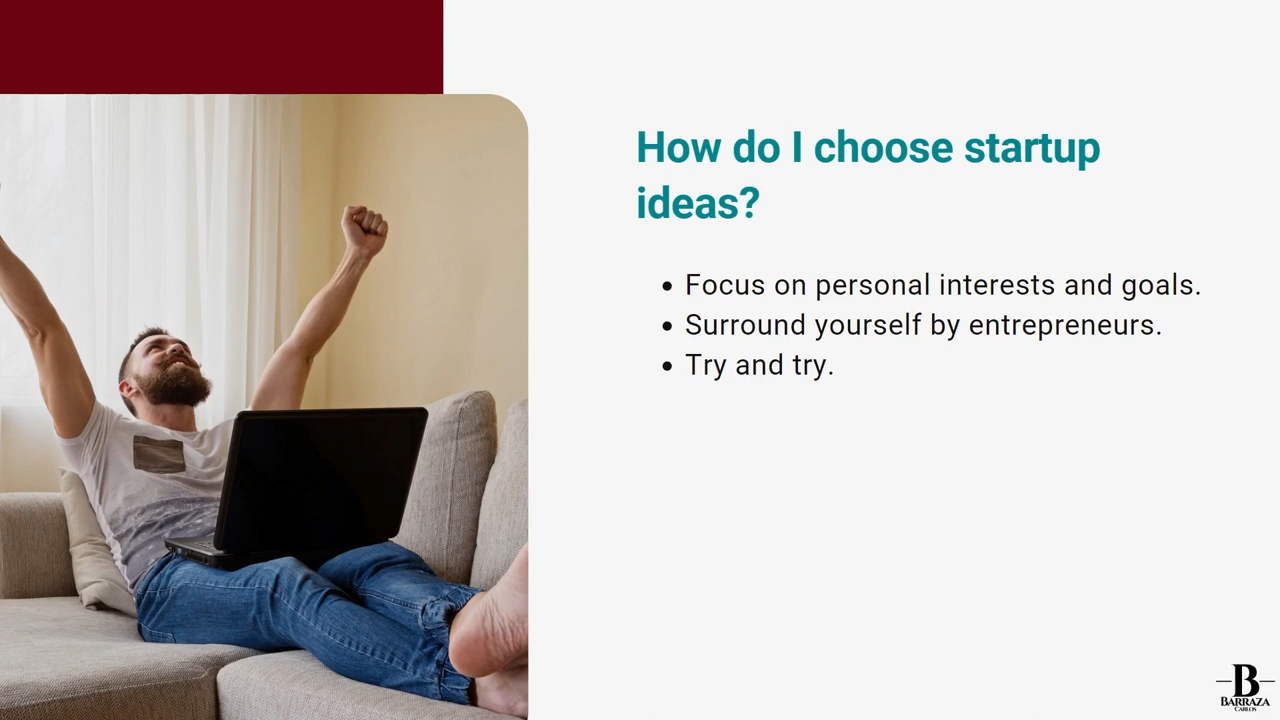 How do I choose startup
ideas?
• Focus on personal interests and goals.
• Surround yourself by entrepreneurs.
• Try and try.
B
BARRAZA
CARLOS